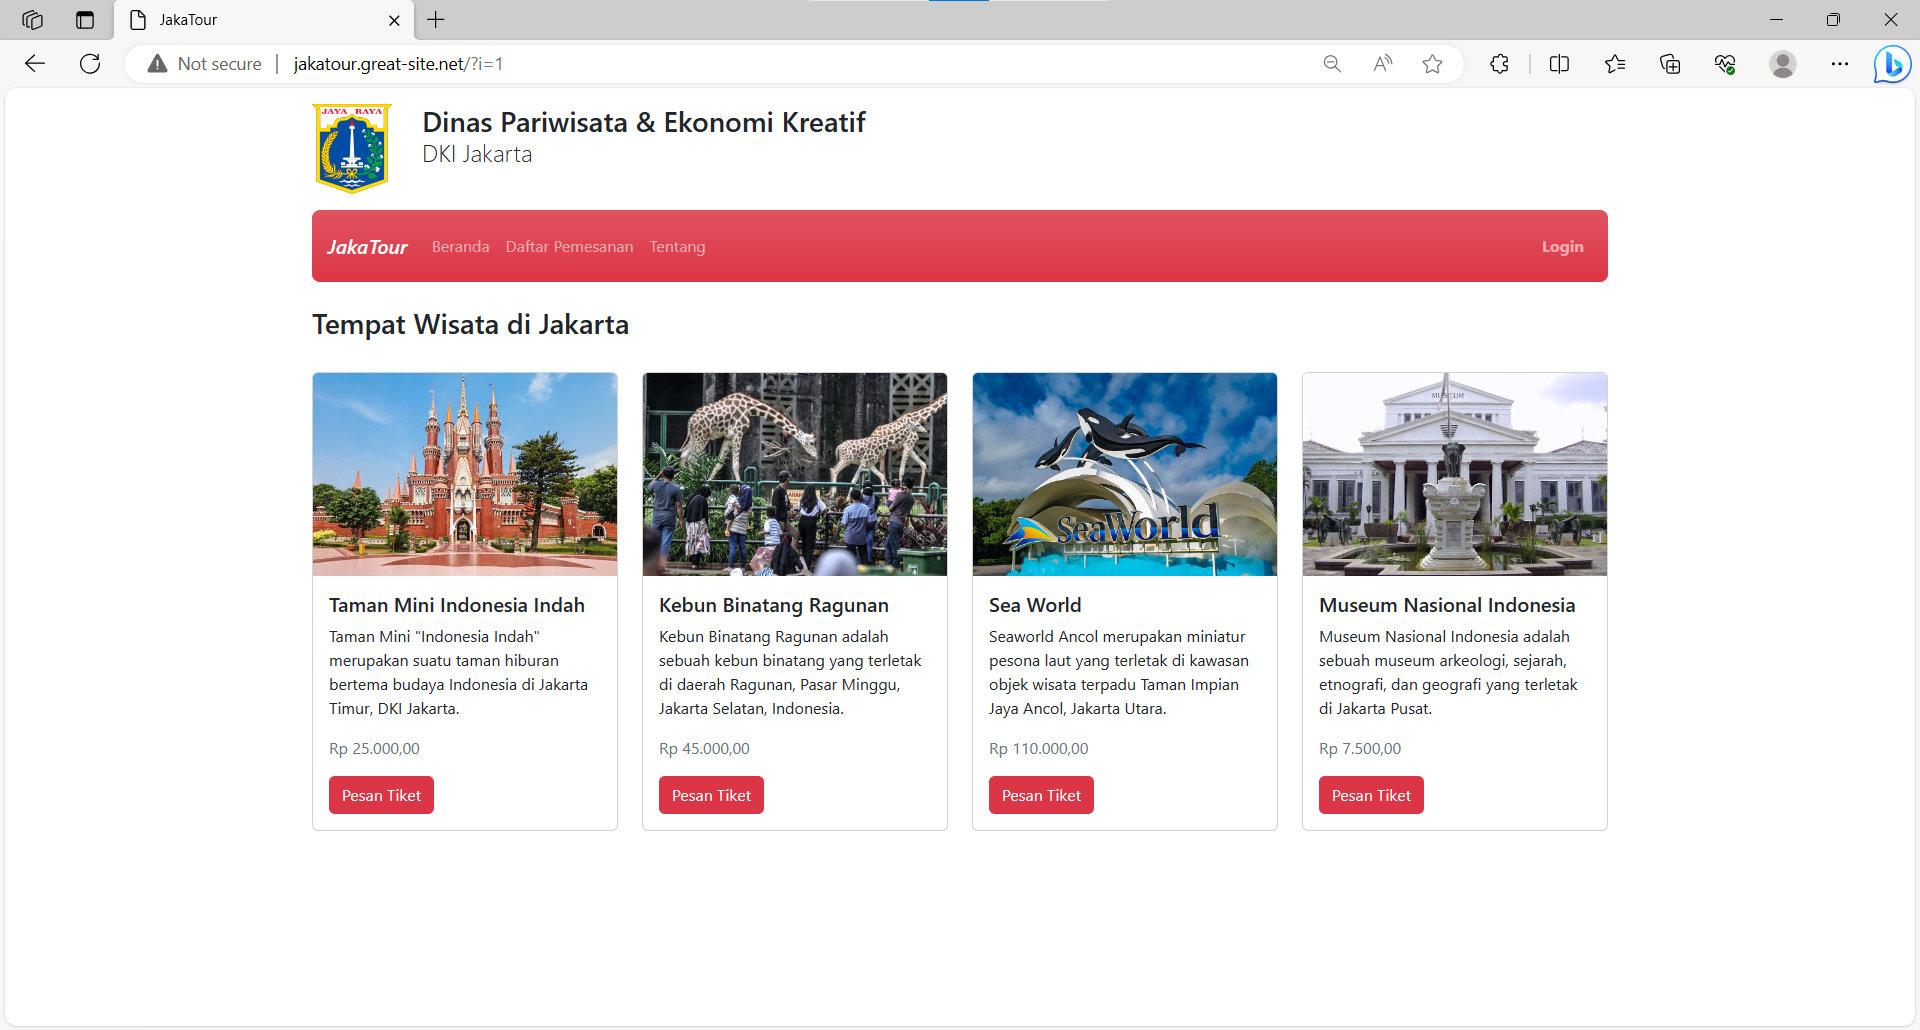 JakaTour
Not secure
jakatour.great-site.net/?i=1
JAYA RAYA
Dinas Pariwisata & Ekonomi Kreatif
DKI Jakarta
JakaTour Beranda Daftar Pemesanan Tentang Login
Tempat Wisata di Jakarta
SeaWorld
MUSEUM
Taman Mini Indonesia Indah
Taman Mini "Indonesia Indah"
merupakan suatu taman hiburan
bertema budaya Indonesia di Jakarta
Timur, DKI Jakarta.
Rp 25.000,00
Pesan Tiket
Kebun Binatang Ragunan
Kebun Binatang Ragunan adalah
sebuah kebun binatang yang terletak
di daerah Ragunan, Pasar Minggu,
Jakarta Selatan, Indonesia.
Rp 45.000,00
Pesan Tiket
Sea World
Seaworld Ancol merupakan miniatur
pesona laut yang terletak di kawasan
objek wisata terpadu Taman Impian
Jaya Ancol, Jakarta Utara.
Rp 110.000,00
Pesan Tiket
Museum Nasional Indonesia
Museum Nasional Indonesia adalah
sebuah museum arkeologi, sejarah,
etnografi, dan geografi yang terletak
di Jakarta Pusat.
Rp 7.500,00
Pesan Tiket